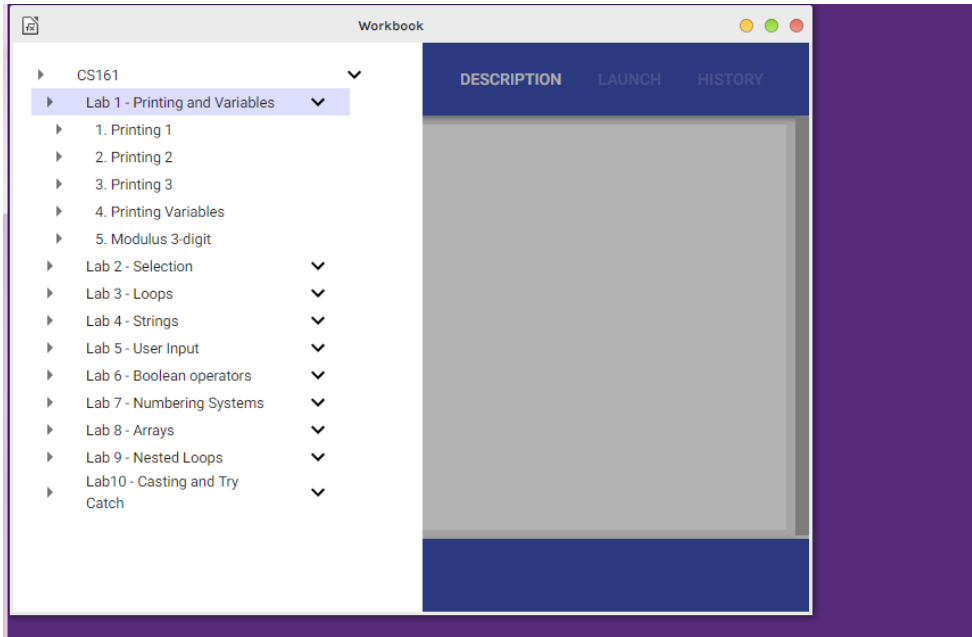 Workbook
CS161
DESCRIPTION LAUNCH HISTORY
Lab 1 - Printing and Variables
1. Printing 1
2. Printing 2
3. Printing 3
4. Printing Variables
5. Modulus 3-digit
Lab 2 - Selection
Lab 3 - Loops
Lab 4 - Strings
Lab 5 - User Input
Lab 6 - Boolean operators
Lab 7 - Numbering Systems
Lab 8 - Arrays
Lab 9 - Nested Loops
Lab10 - Casting and Try
Catch